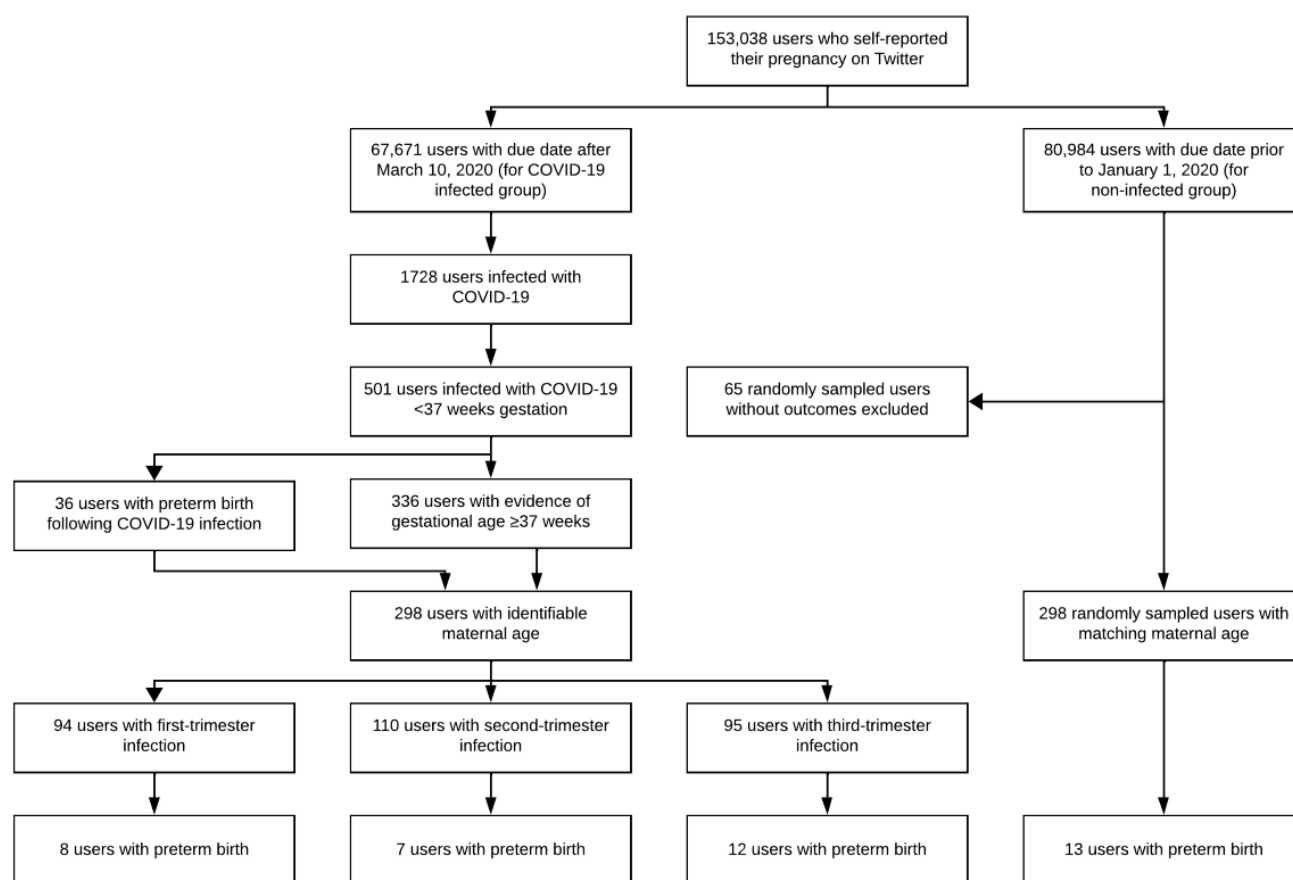 153,038 users who self-reported
their pregnancy on Twitter
67,671 users with due date after
March 10, 2020 (for COVID-19
infected group)
80,984 users with due date prior
to January 1, 2020 (for
non-infected group)
1728 users infected with
COVID-19
501 users infected with COVID-19
<37 weeks gestation
65 randomly sampled users
without outcomes excluded
36 users with preterm birth
following COVID-19 infection
336 users with evidence of
gestational age ≥37 weeks
298 users with identifiable
maternal age
298 randomly sampled users with
matching maternal age
94 users with first-trimester
infection
110 users with second-trimester
infection
95 users with third-trimester
infection
8 users with preterm birth
7 users with preterm birth
12 users with preterm birth
13 users with preterm birth